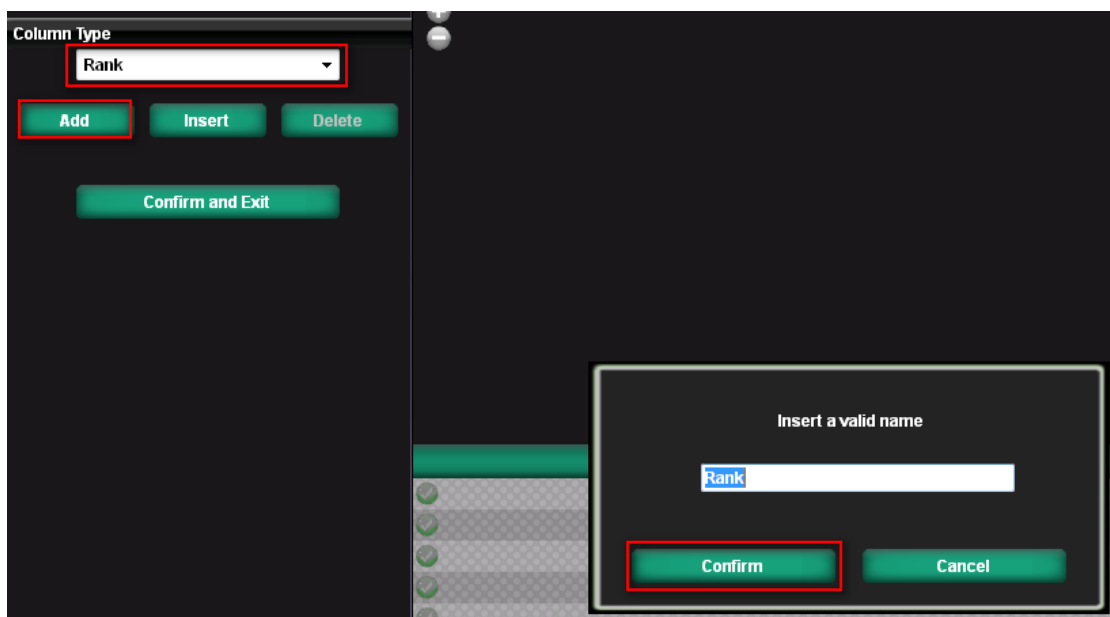 Column Type
Rank
Add Insert Delete
Confirm and Exit
Insert a valid name
Rank
Confirm Cancel